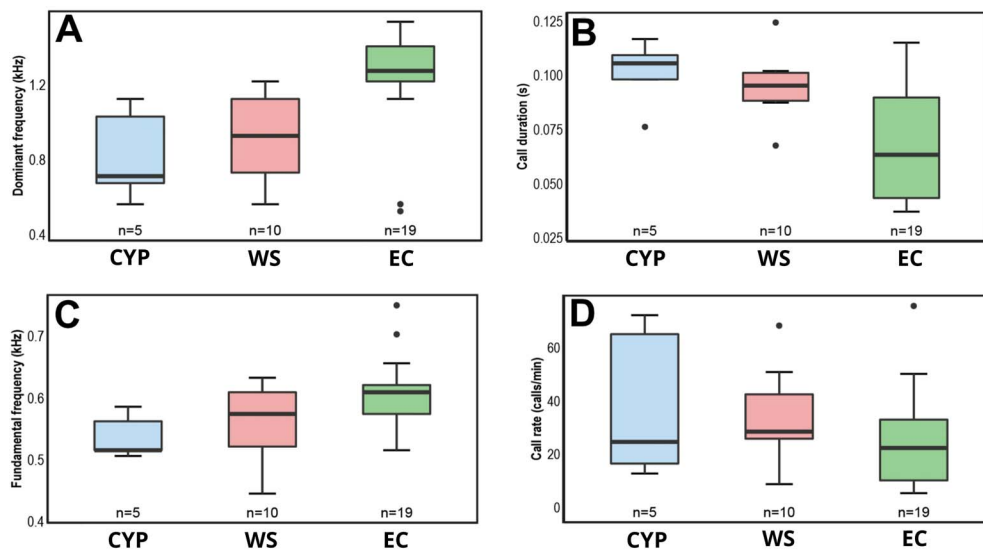 A
Dominant frequency (kHz)
1.2
0.8
0.4
n=5 n=10 n=19
CYP WS EC
B
Call duration (s)
0.125
0.100
0.075
0.050
0.025
n=5 n=10 n=19
CYP WS EC
C
Fundamental frequency (kHz)
0.7
0.6
0.5
0.4
n=5 n=10 n=19
CYP WS EC
D
Call rate (calls/min)
60
40
20
0
n=5 n=10 n=19
CYP WS EC